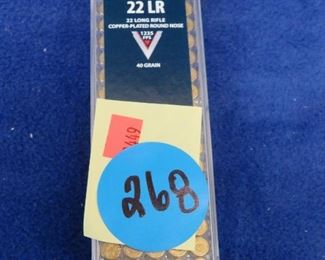 22 LR
22 LONG RIFLE
COPPER-PLATED ROUND NOSE
1235
FPS
40 GRAIN
268